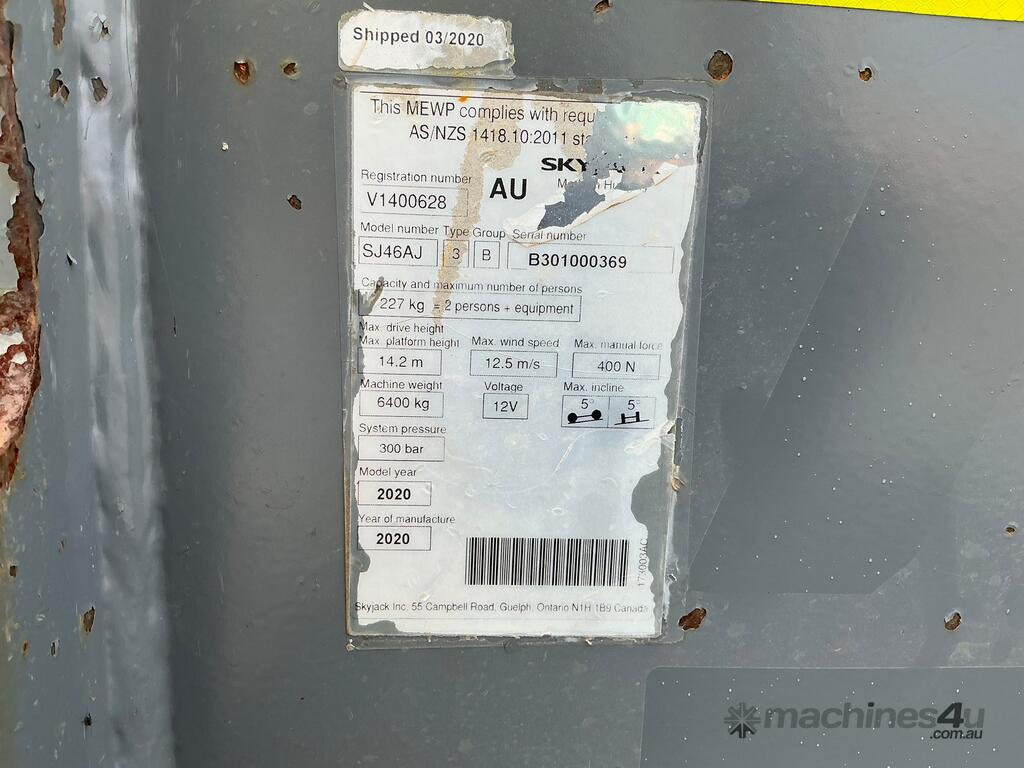 Shipped 03/2020
This MEWP complies with requ
AS/NZS 1418.10:2011 sta
SKY
Registration number
AU
V1400628
Model number Type Group Serial number
SJ46AJ 3 B B301000369
Capacity and maximum number of persons
227 kg = 2 persons + equipment
Max. drive height
Max. platform height Max. wind speed Max. manual force
14.2 m 12.5 m/s 400 N
Machine weight Voltage Max. incline
6400 kg 12V 5° 5°
System pressure
300 bar
Model year
2020
Year of manufacture
2020
173003AC
Skyjack Inc. 55 Campbell Road, Guelph, Ontario N1H 1B9 Canada
machines4u
.com.au